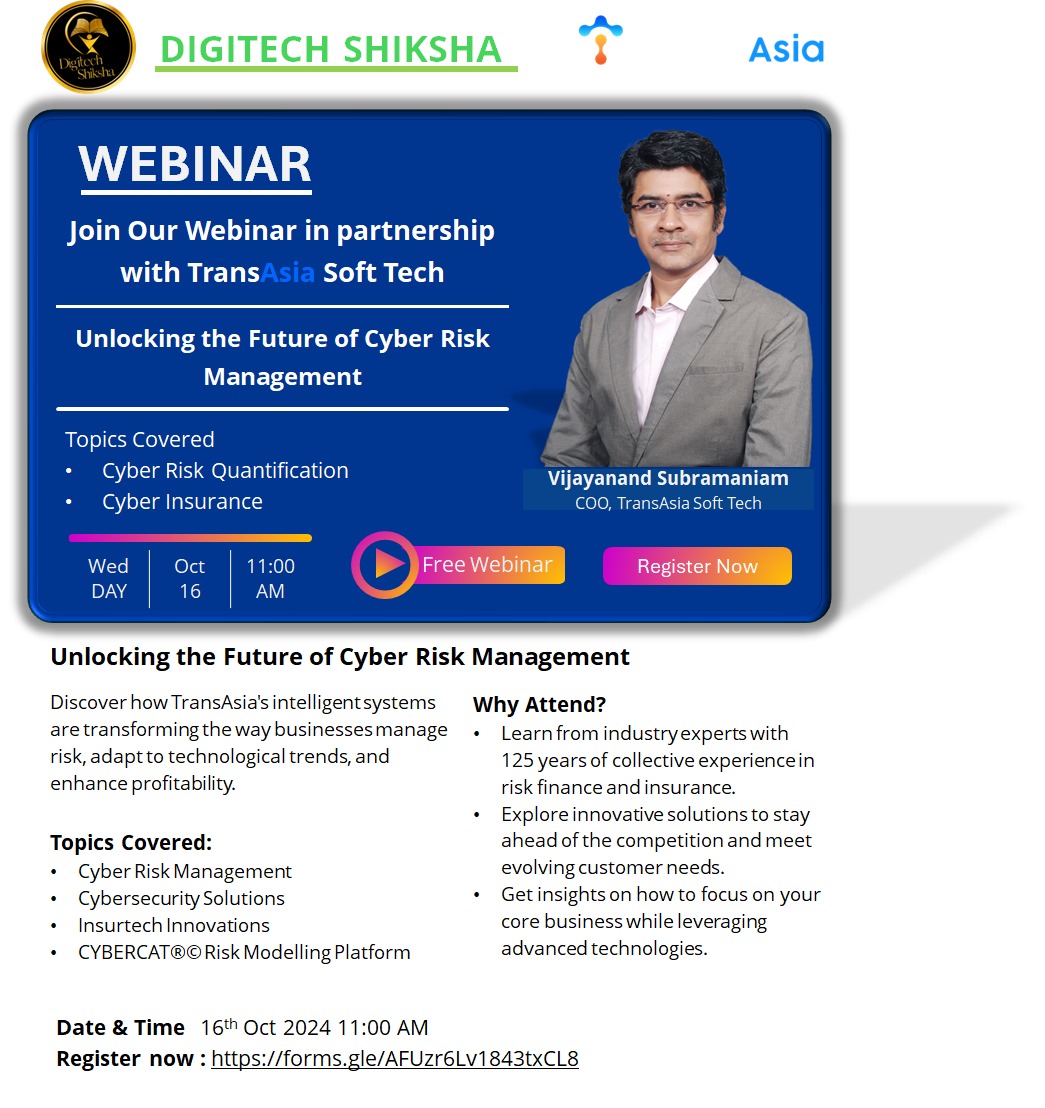 Digitech
Shiksha
DIGITECH SHIKSHA
Asia
WEBINAR
Join Our Webinar in partnership
with TransAsia Soft Tech
Unlocking the Future of Cyber Risk
Management
Topics Covered
• Cyber Risk Quantification
• Cyber Insurance
Vijayanand Subramaniam
COO, TransAsia Soft Tech
Wed
DAY
Oct
16
11:00
AM
Free Webinar
Register Now
Unlocking the Future of Cyber Risk Management
Discover how TransAsia's intelligent systems
are transforming the way businesses manage
risk, adapt to technological trends, and
enhance profitability.
Topics Covered:
• Cyber Risk Management
• Cybersecurity Solutions
• Insurtech Innovations
• CYBERCAT®© Risk Modelling Platform
Why Attend?
• Learn from industry experts with
125 years of collective experience in
risk finance and insurance.
• Explore innovative solutions to stay
ahead of the competition and meet
evolving customer needs.
• Get insights on how to focus on your
core business while leveraging
advanced technologies.
Date & Time 16th Oct 2024 11:00 AM
Register now : https://forms.gle/AFUzr6Lv1843txCL8